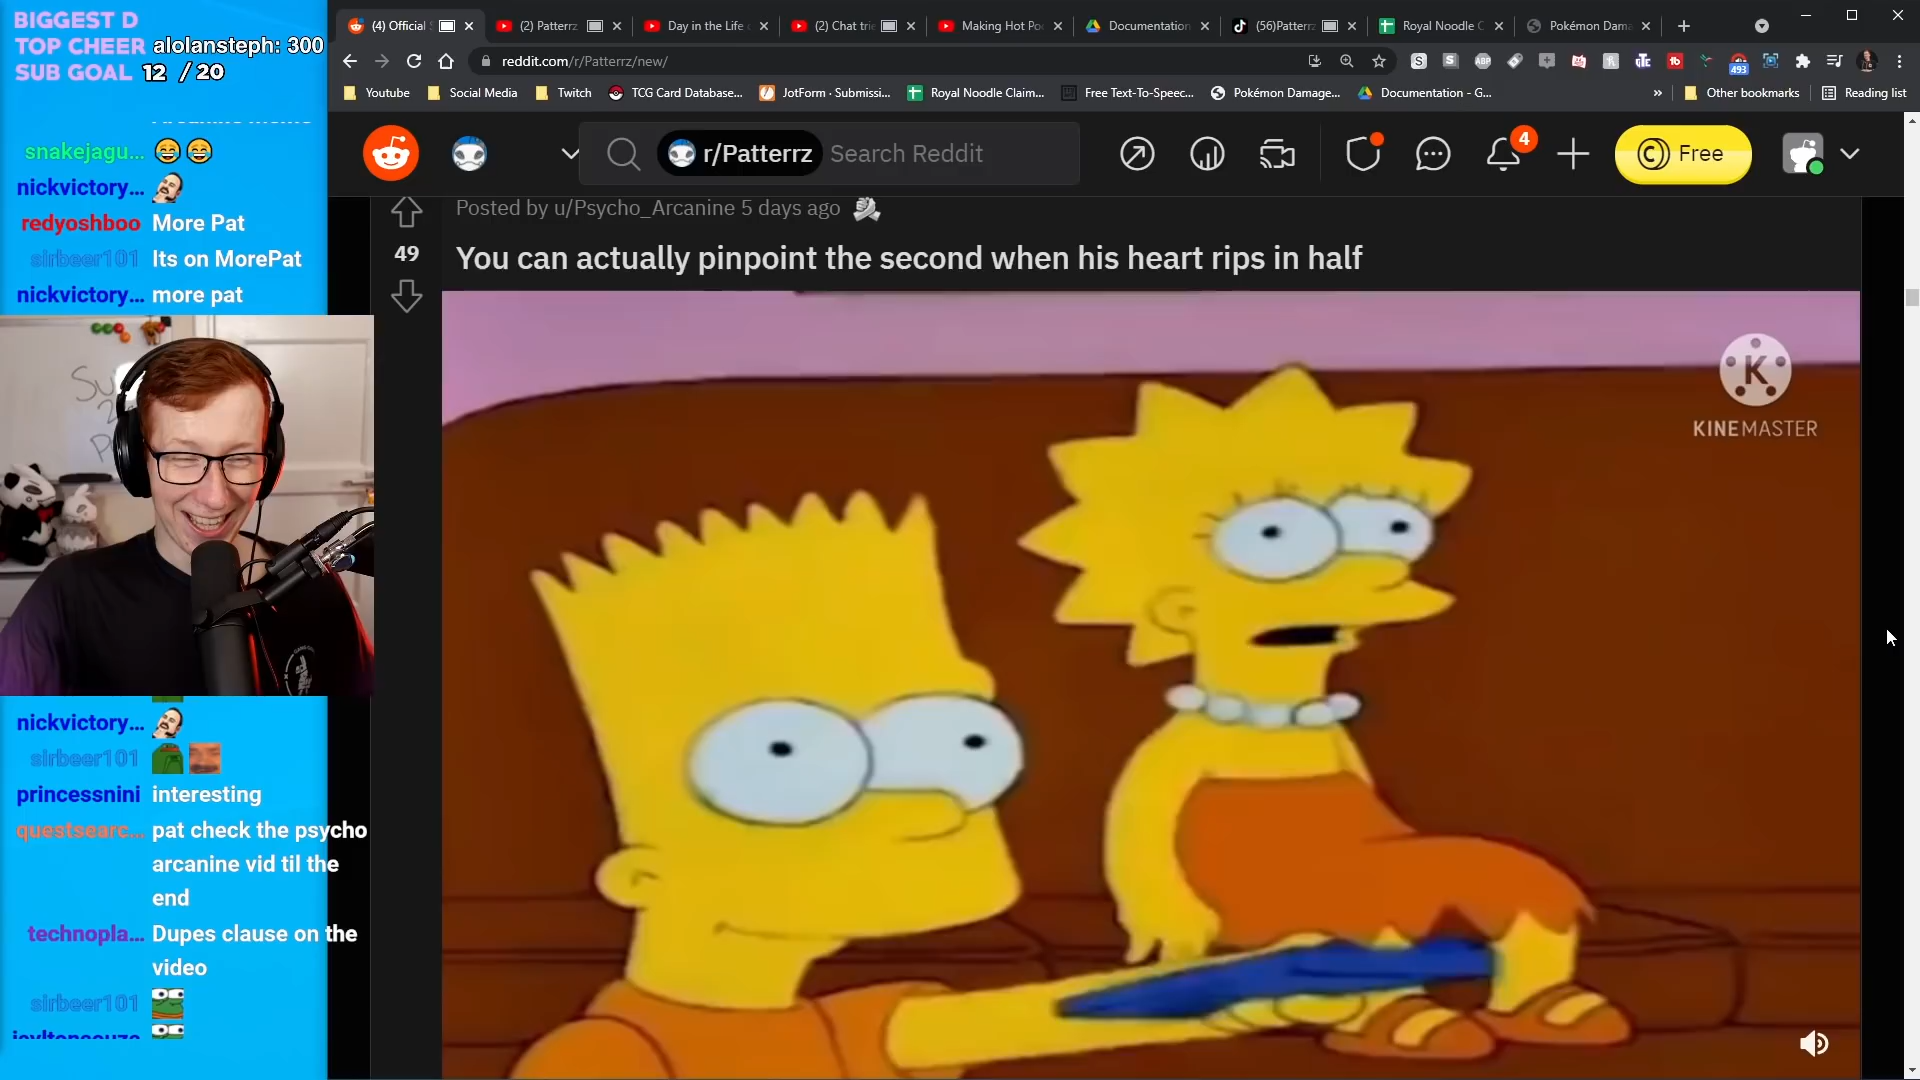 BIGGEST D
TOP CHEER alolansteph: 300
SUB GOAL 12 / 20
snakejagu...
nickvictory...
redyoshboo More Pat
sirbeer101 Its on MorePat
nickvictory... more pat
nickvictory...
sirbeer101
princessnini interesting
questsearc... pat check the psycho
arcanine vid til the
end
technopla... Dupes clause on the
video
sirbeer101
(4) Official
(2) Patterrz
Day in the Life
(2) Chat trie
Making Hot Po
Documentation
(56)Patterrz
Royal Noodle C
Pokémon Dama
reddit.com/r/Patterrz/new/
493
Youtube
Social Media
Twitch
TCG Card Database...
JotForm · Submissi...
Royal Noodle Claim...
Free Text-To-Speec...
Pokémon Damage...
Documentation - G...
»
Other bookmarks
Reading list
r/Patterrz Search Reddit
4
Free
Posted by u/Psycho_Arcanine 5 days ago
49
You can actually pinpoint the second when his heart rips in half
K
KINEMASTER